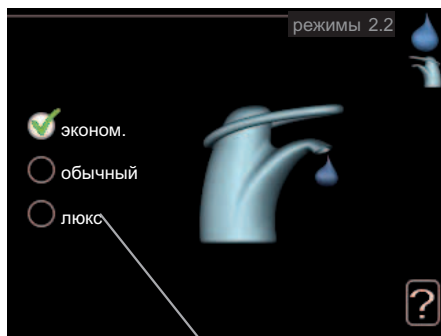 режимы 2.2
эконом.
обычный
люкс
?